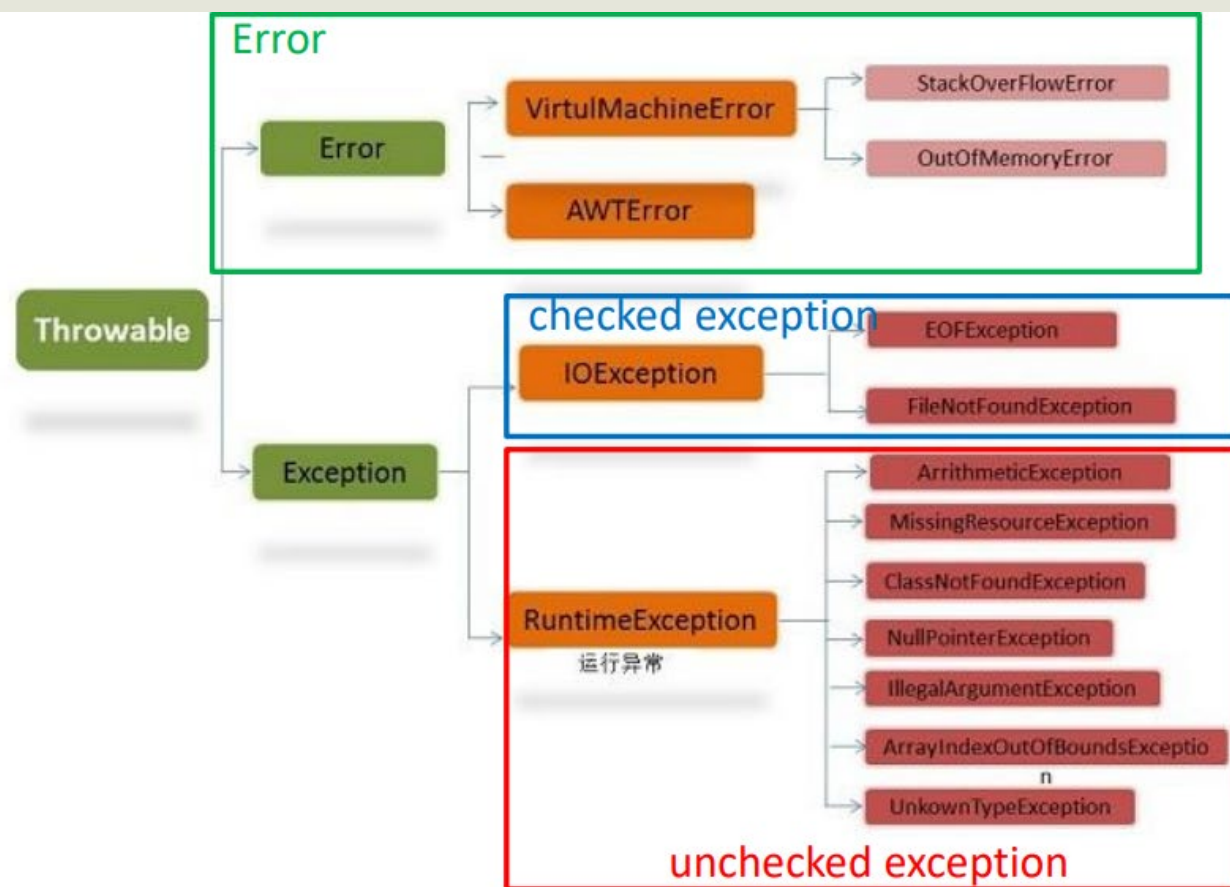 Error
Error
VirtulMachineError
StackOverFlowError
OutOfMemoryError
AWTError
Throwable
checked exception
IOException
EOFException
FileNotFoundException
Exception
RuntimeException
运行异常
ArrithmeticException
MissingResourceException
ClassNotFoundException
NullPointerException
IllegalArgumentException
ArrayIndexOutOfBoundsExceptio
n
UnkownTypeException
unchecked exception